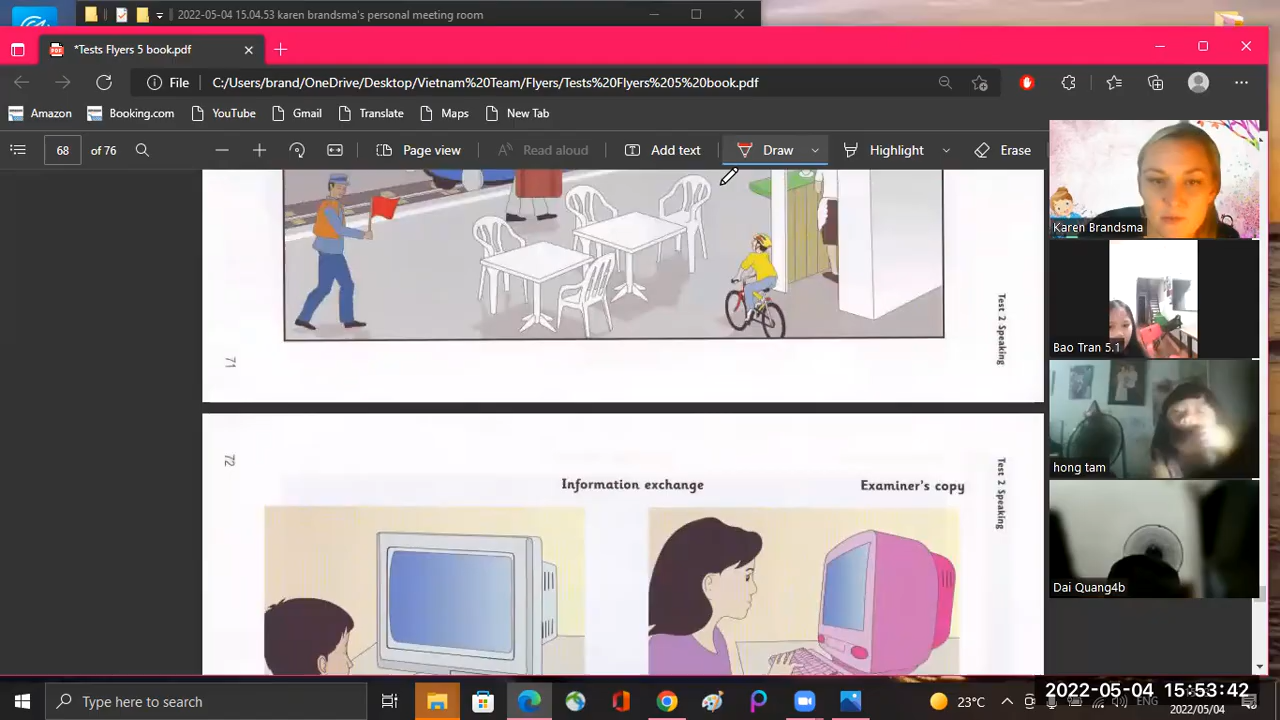 2022-05-04 15.04.53 karen brandsma's personal meeting room
*Tests Flyers 5 book.pdf
File
C:/Users/brand/OneDrive/Desktop/Vietnam%20Team/Flyers/Tests%20Flyers%205%20book.pdf
Amazon
Booking.com
YouTube
Gmail
Translate
Maps
New Tab
68
of 76
Page view
Read aloud
Add text
Draw
Highlight
Erase
Karen Brandsma
Bao Tran 5.1
hong tam
Dai Quang4b
71
Test 2 Speaking
72
Information exchange
Examiner's copy
Test 2 Speaking
Type here to search
23°C
ENG
2022-05-04 15:53:42
2022/05/04